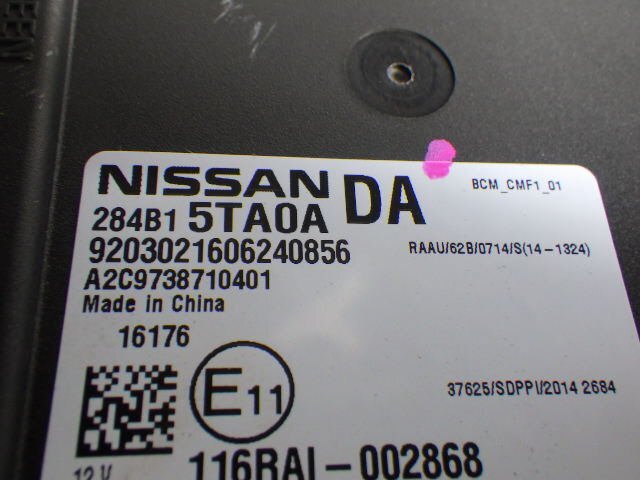 NISSAN DA BCM_CMF1_01
284B1 5TA0A
9203021606240856 RAAU/62B/0714/S(14-1324)
A2C9738710401
Made in China
16176
E11 37625/SDPPI/2014 2684
12 V 116RAI-002868